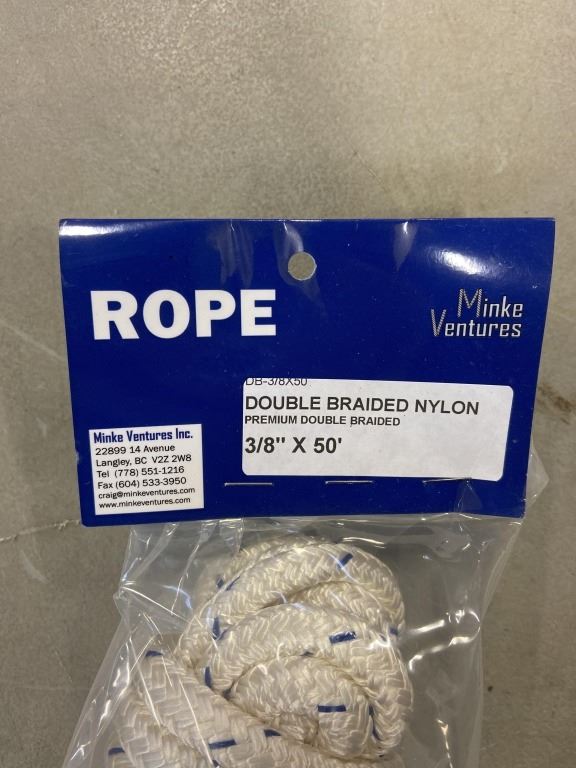 ROPE
Minke
Ventures
DB-3/8X50
DOUBLE BRAIDED NYLON
PREMIUM DOUBLE BRAIDED
3/8" X 50'
Minke Ventures Inc.
22899 14 Avenue
Langley, BC V2Z 2W8
Tel (778) 551-1216
Fax (604) 533-3950
craig@minkeventures.com
www.minkeventures.com